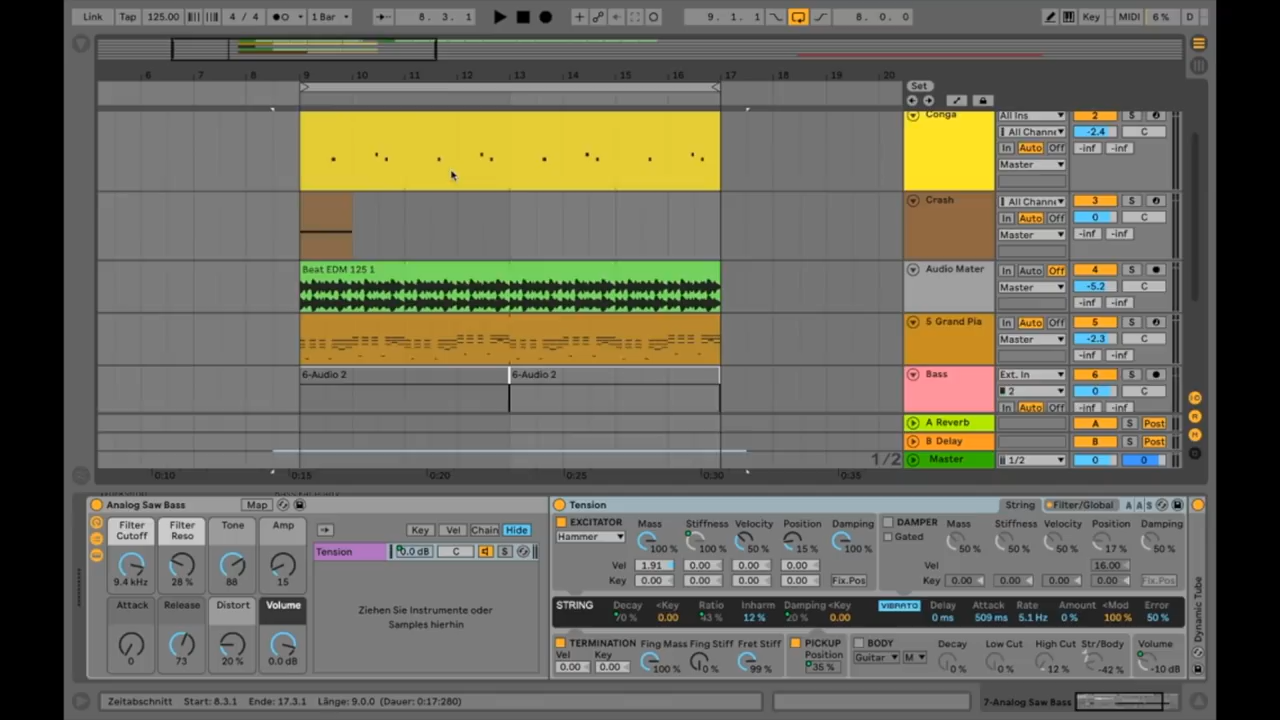 Link Tap 125.00 4 / 4 1 Bar 8. 3. 1 9. 1. 1 8. 0. 0 Key MIDI 6 % D
6 7 8 9 10 11 12 13 14 15 16 17 18 19 20
Set
Conga All Ins 2 S
All Channe -2.4 C
In Auto Off -inf -inf
Master
Crash All Channe 3 S
In Auto Off 0 C
Master -inf -inf
Beat EDM 125 1 Audio Mater In Auto Off 4 S
Master -5.2 C
-inf -inf
5 Grand Pia In Auto Off 5 S
Master -2.3 C
-inf -inf
6-Audio 2 6-Audio 2 Bass Ext. In 6 S
2 0 C
In Auto Off -inf -inf
A Reverb A S Post
B Delay B S Post
1/2 Master 1/2 0 0
0:10 0:15 0:20 0:25 0:30 0:35
Analog Saw Bass Map
Filter Cutoff Filter Reso Tone Amp
9.4 kHz 28 % 88 15
Attack Release Distort Volume
0 73 20 % 0.0 dB
Key Vel Chain Hide
Tension 0.0 dB C S
Ziehen Sie Instrumente oder
Samples hierhin
Tension String Filter/Global A A S
EXCITATOR Mass Stiffness Velocity Position Damping
Hammer 100 % 100 % 50 % 15 % 100 %
Vel 1.91 0.00 0.00 0.00
Key 0.00 0.00 0.00 0.00 Fix.Pos
DAMPER Mass Stiffness Velocity Position Damping
Gated 50 % 50 % 50 % 17 % 50 %
Vel 16.00
Key 0.00 0.00 0.00 0.00 Fix.Pos
STRING Decay <Key Ratio Inharm Damping <Key VIBRATO Delay Attack Rate Amount <Mod Error
70 % 0.00 43 % 12 % 20 % 0.00 0 ms 509 ms 5.1 Hz 0 % 100 % 50 %
TERMINATION Fing Mass Fing Stiff Fret Stiff
Vel Key
0.00 0.00 100 % 0 % 99 %
PICKUP
Position
35 %
BODY Decay Low Cut High Cut Str/Body Volume
Guitar M 0 % 0 % 12 % -42 % -10 dB
Dynamic Tube
Zeitabschnitt Start: 8.3.1 Ende: 17.3.1 Länge: 9.0.0 (Dauer: 0:17:280)
7-Analog Saw Bass